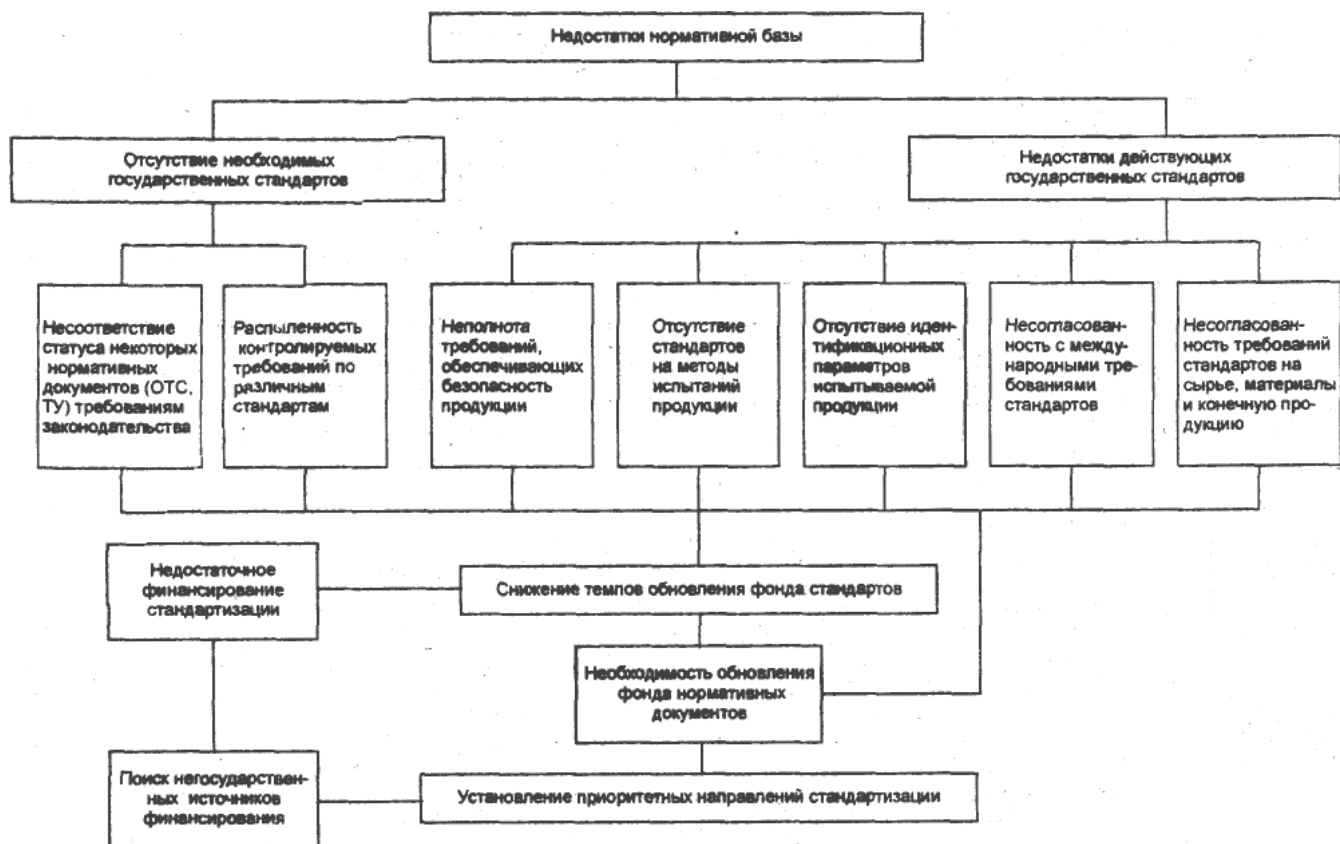 Недостатки нормативной базы
Отсутствие необходимых
государственных стандартов
Недостатки действующих
государственных стандартов
Несоответствие
статуса некоторых
нормативных
документов (ОТС,
ТУ) требованиям
законодательства
Распыленность
контролируемых
требований по
различным
стандартам
Неполнота
требований,
обеспечивающих
безопасность
продукции
Отсутствие
стандартов
на методы
испытаний
продукции
Отсутствие иден-
тификационных
параметров
испытываемой
продукции
Несогласован-
ность с между-
народными тре-
бованиями
стандартов
Несогласован-
ность требований
стандартов на
сырье, материалы
и конечную про-
дукцию
Недостаточное
финансирование
стандартизации
Снижение темпов обновления фонда стандартов
Необходимость обновления
фонда нормативных
документов
Поиск негосударствен-
ных источников
финансирования
Установление приоритетных направлений стандартизации